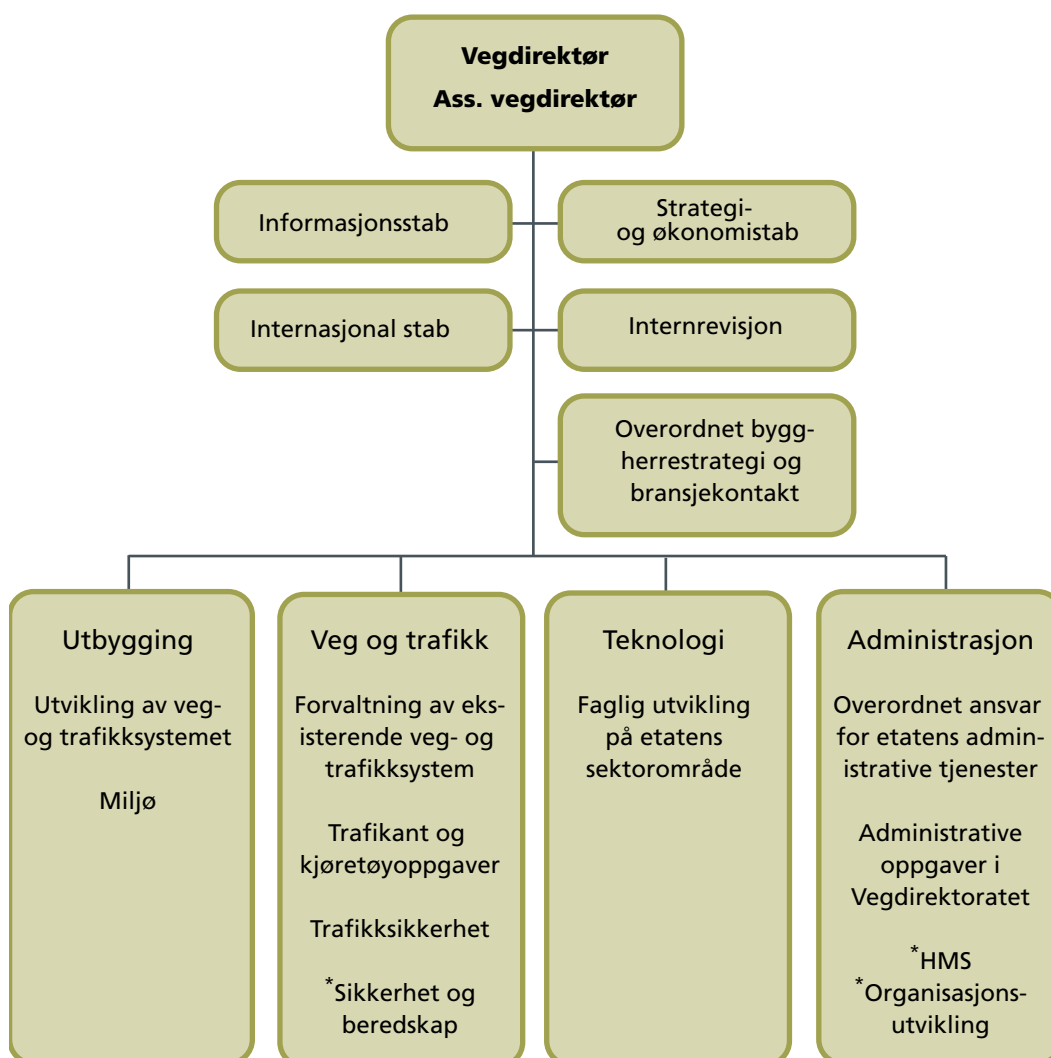 Vegdirektør
Ass. vegdirektør
Informasjonsstab
Strategi-
og økonomistab
Internasjonal stab
Internrevisjon
Overordnet bygg-
herrestrategi og
bransjekontakt
Utbygging
Utvikling av veg-
og trafikksystemet
Miljø
Veg og trafikk
Forvaltning av eks-
isterende veg- og
trafikksystem
Trafikant og
kjøretøyoppgaver
Trafikksikkerhet
*Sikkerhet og
beredskap
Teknologi
Faglig utvikling
på etatens
sektorområde
Administrasjon
Overordnet ansvar
for etatens admin-
istrative tjenester
Administrative
oppgaver i
Vegdirektoratet
*HMS
*Organisasjons-
utvikling